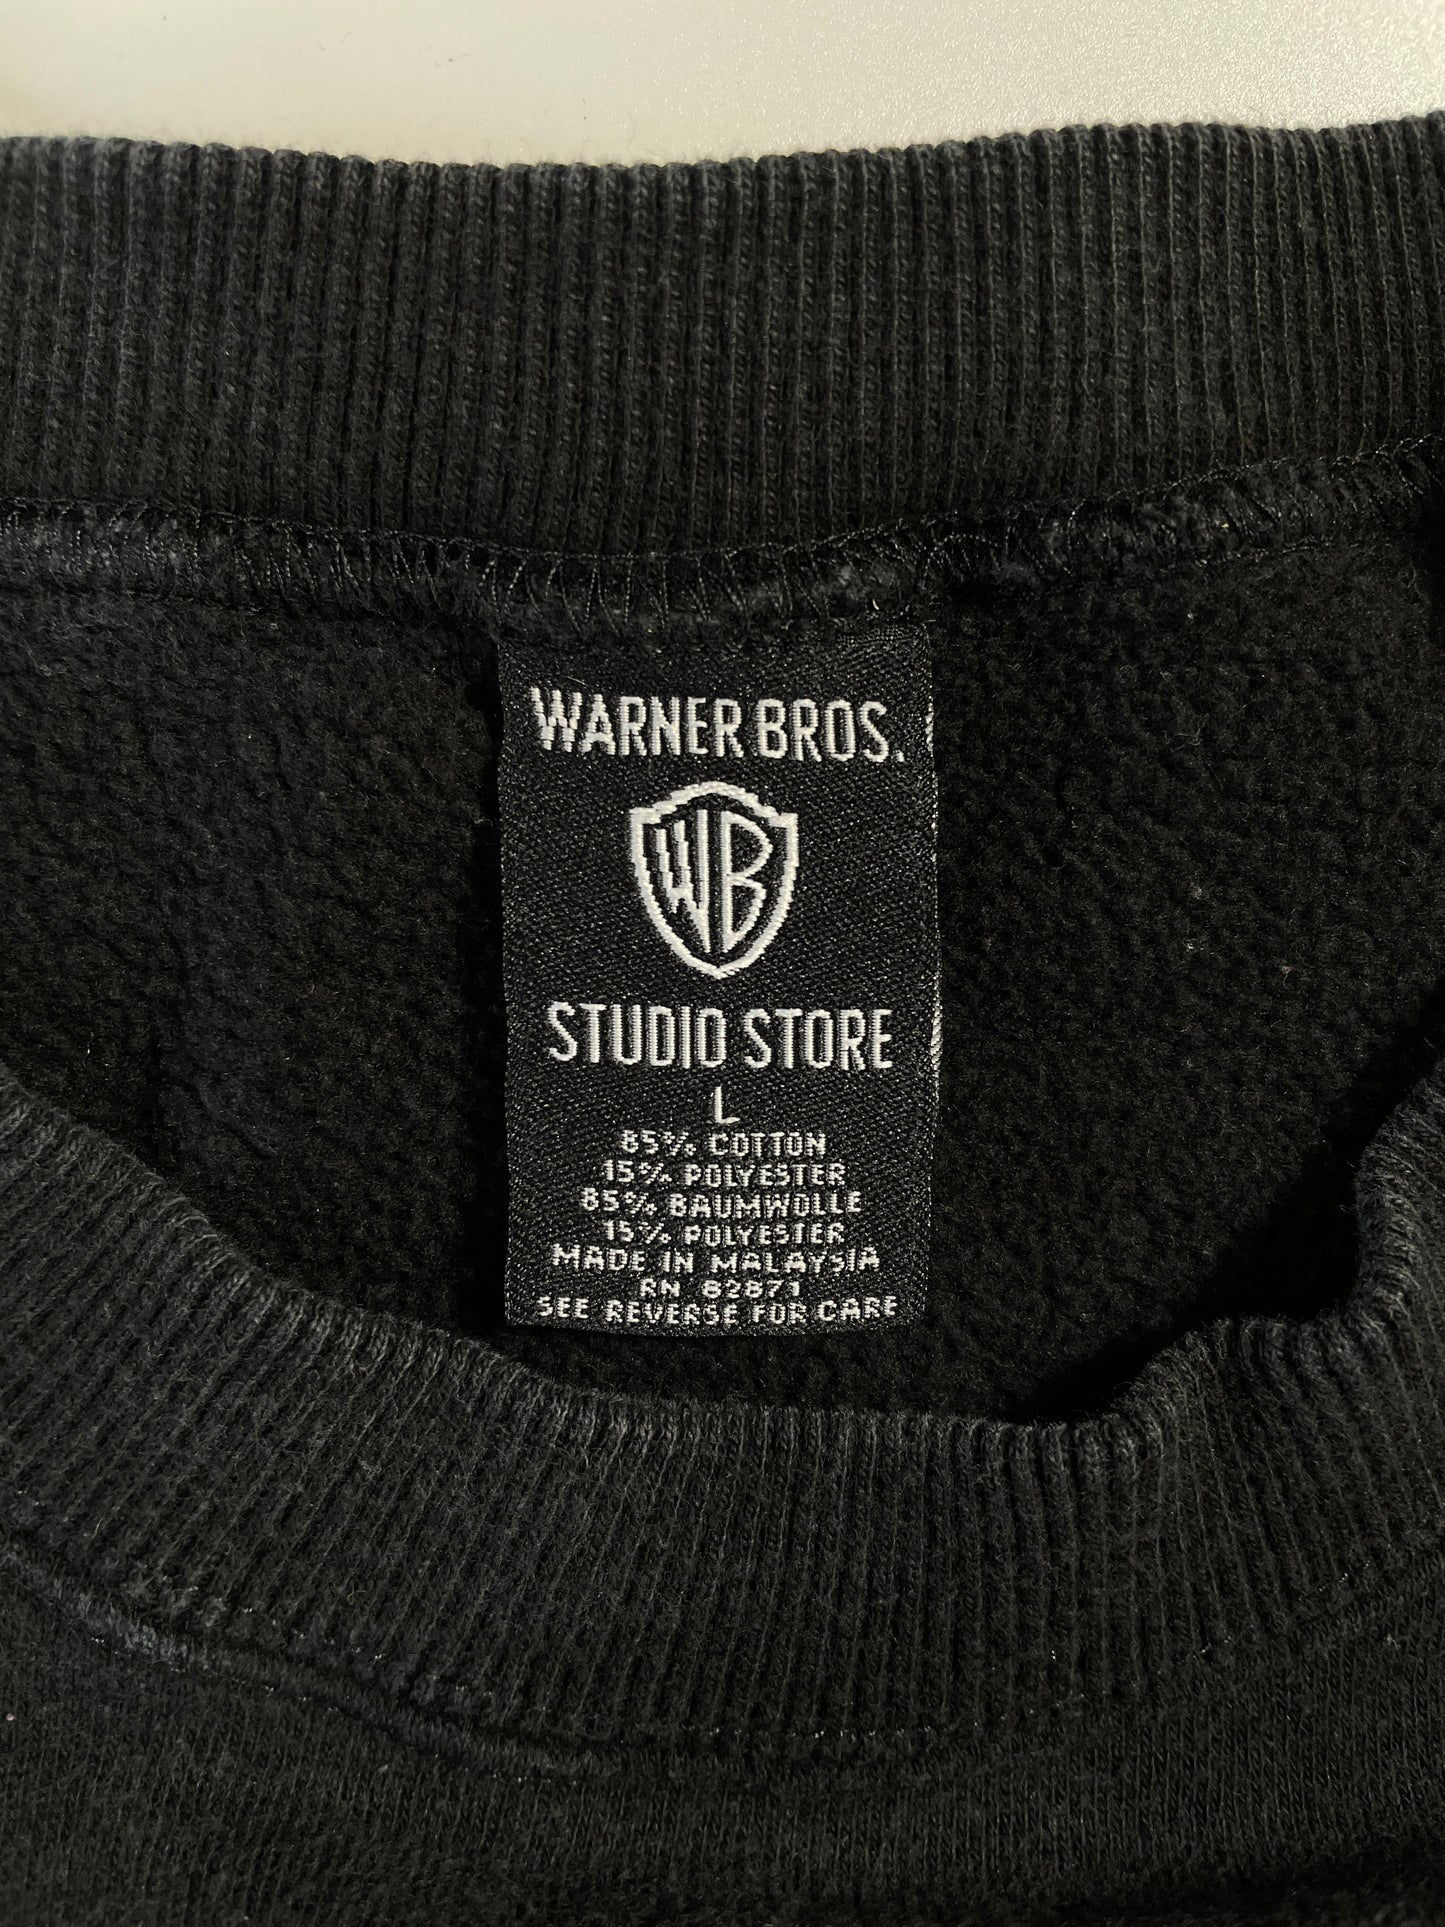 WARNER BROS.
WB
STUDIO STORE
L
85% COTTON
15% POLYESTER
85% BAUMWOLLE
15% POLYESTER
MADE IN MALAYSIA
RN 62871
SEE REVERSE FOR CARE